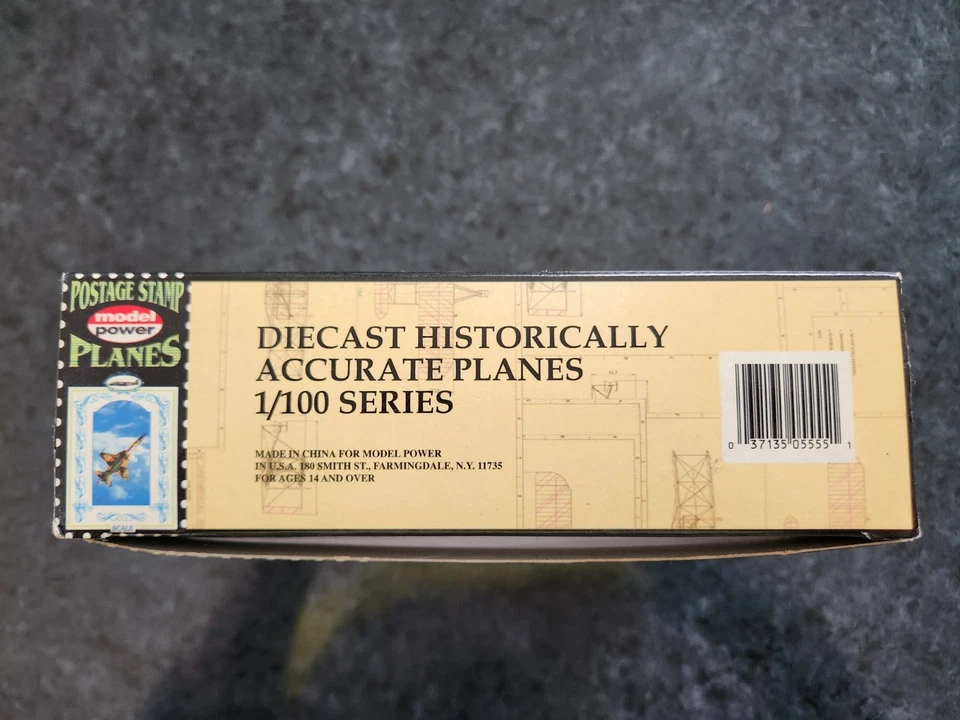 POSTAGE STAMP
model
power
PLANES
SCALE
DIECAST HISTORICALLY
ACCURATE PLANES
1/100 SERIES
MADE IN CHINA FOR MODEL POWER
IN U.S.A. 180 SMITH ST., FARMINGDALE, N.Y. 11735
FOR AGES 14 AND OVER
0 37135 05555 1